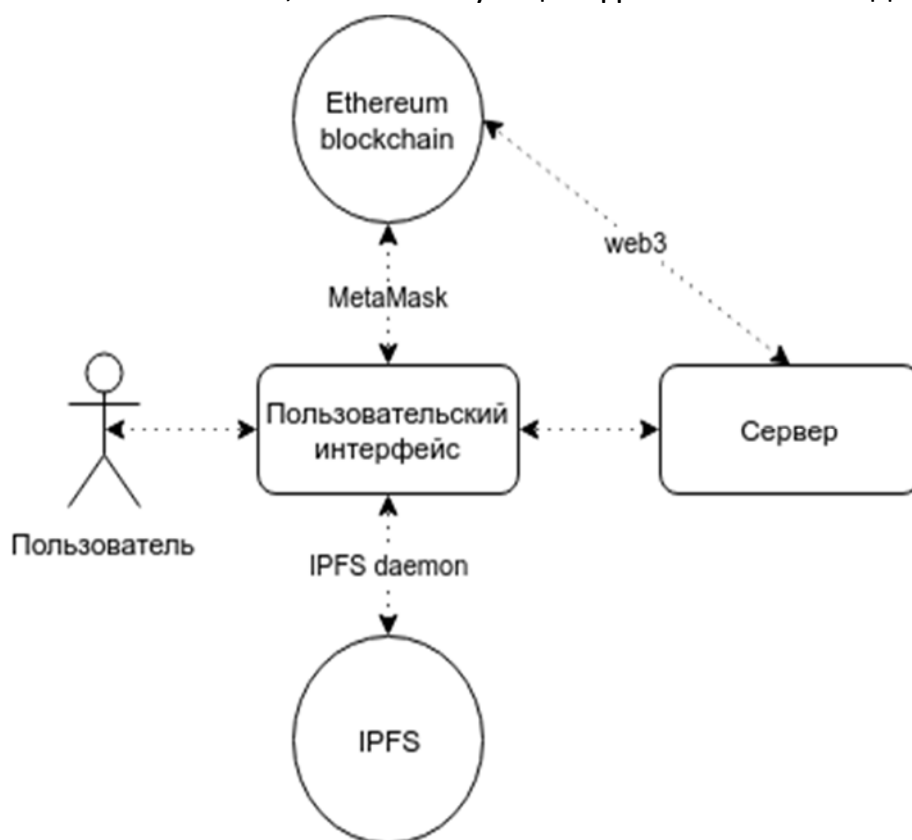 Ethereum
blockchain
web3
MetaMask
Пользовательский
интерфейс
Сервер
Пользователь
IPFS daemon
IPFS